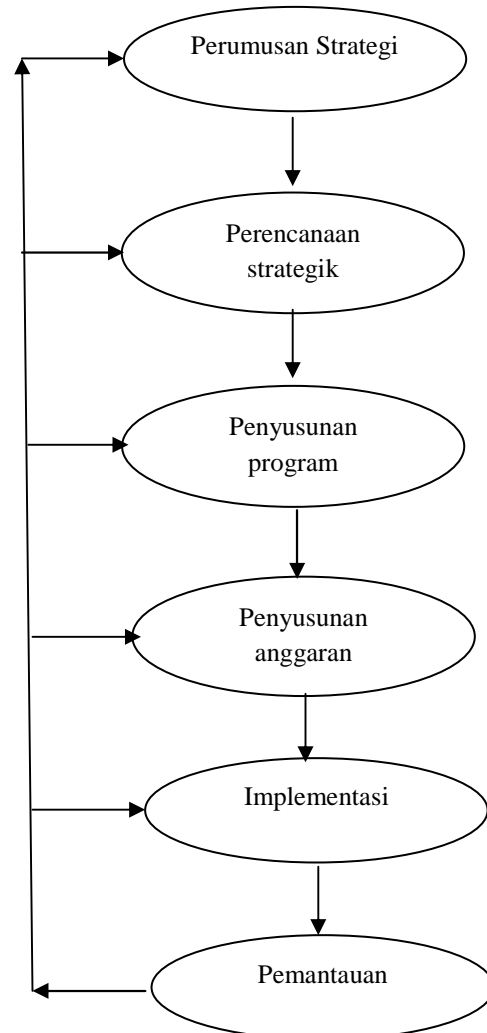 Perumusan Strategi
Perencanaan
strategik
Penyusunan
program
Penyusunan
anggaran
Implementasi
Pemantauan